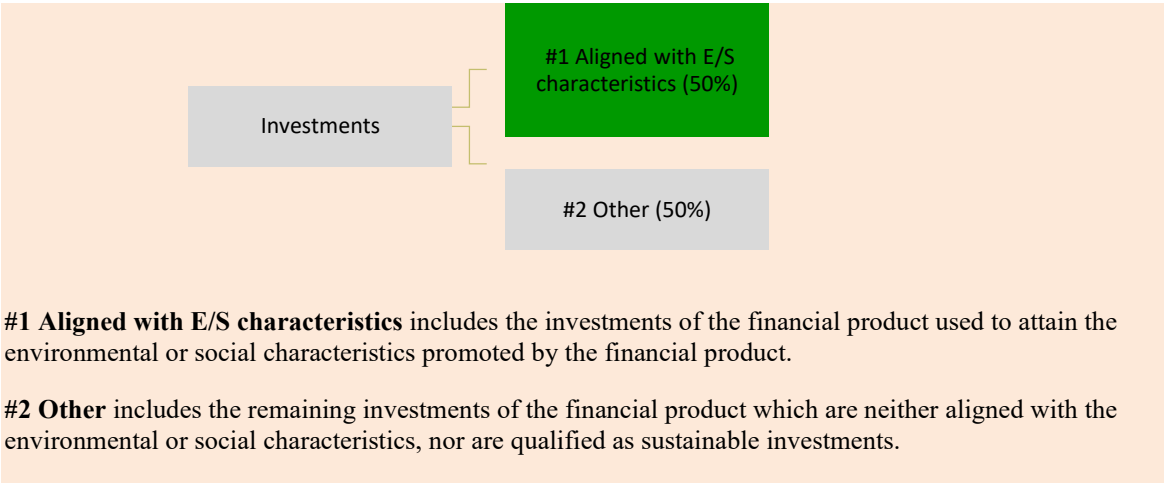 #1 Aligned with E/S
characteristics (50%)
Investments
#2 Other (50%)
#1 Aligned with E/S characteristics includes the investments of the financial product used to attain the
environmental or social characteristics promoted by the financial product.
#2 Other includes the remaining investments of the financial product which are neither aligned with the
environmental or social characteristics, nor are qualified as sustainable investments.